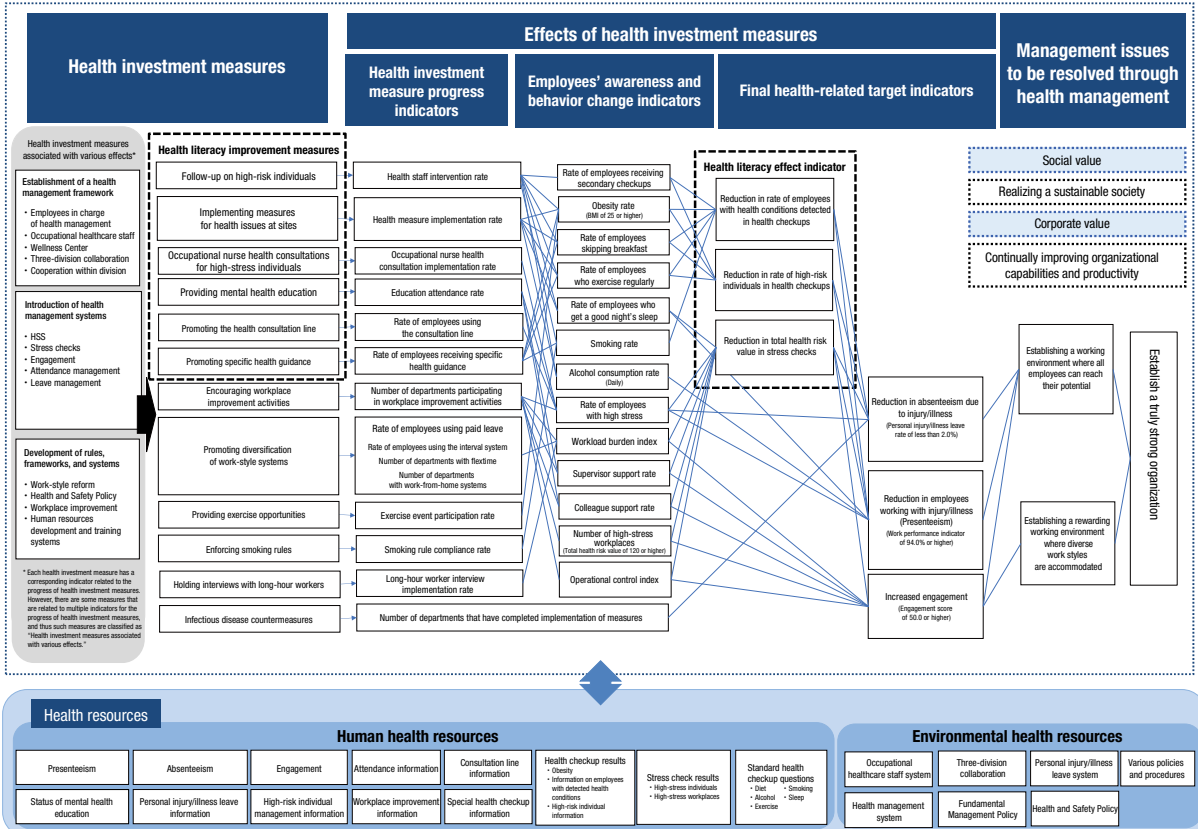 Health investment measures
Effects of health investment measures
Health investment
measure progress
indicators
Employees’ awareness and
behavior change indicators
Final health-related target indicators
Management issues
to be resolved through
health management
Health investment measures
associated with various effects*
Establishment of a health
management framework
• Employees in charge
of health management
• Occupational healthcare staff
• Wellness Center
• Three-division collaboration
• Cooperation within division
Introduction of health
management systems
• HSS
• Stress checks
• Engagement
• Attendance management
• Leave management
Development of rules,
frameworks, and systems
• Work-style reform
• Health and Safety Policy
• Workplace improvement
• Human resources
development and training
systems
* Each health investment measure has a
corresponding indicator related to the
progress of health investment measures.
However, there are some measures that
are related to multiple indicators for the
progress of health investment measures,
and thus such measures are classified as
“Health investment measures associated
with various effects.”
Health literacy improvement measures
Follow-up on high-risk individuals
Implementing measures
for health issues at sites
Occupational nurse health consultations
for high-stress individuals
Providing mental health education
Promoting the health consultation line
Promoting specific health guidance
Encouraging workplace
improvement activities
Promoting diversification
of work-style systems
Providing exercise opportunities
Enforcing smoking rules
Holding interviews with long-hour workers
Infectious disease countermeasures
Health staff intervention rate
Health measure implementation rate
Occupational nurse health
consultation implementation rate
Education attendance rate
Rate of employees using
the consultation line
Rate of employees receiving specific
health guidance
Number of departments participating
in workplace improvement activities
Rate of employees using paid leave
Rate of employees using the interval system
Number of departments with flextime
Number of departments
with work-from-home systems
Exercise event participation rate
Smoking rule compliance rate
Long-hour worker interview
implementation rate
Number of departments that have completed implementation of measures
Rate of employees receiving
secondary checkups
Obesity rate
(BMI of 25 or higher)
Rate of employees
skipping breakfast
Rate of employees
who exercise regularly
Rate of employees who
get a good night’s sleep
Smoking rate
Alcohol consumption rate
(Daily)
Rate of employees
with high stress
Workload burden index
Supervisor support rate
Colleague support rate
Number of high-stress
workplaces
(Total health risk value of 120 or higher)
Operational control index
Health literacy effect indicator
Reduction in rate of employees
with health conditions detected
in health checkups
Reduction in rate of high-risk
individuals in health checkups
Reduction in total health risk
value in stress checks
Reduction in absenteeism due
to injury/illness
(Personal injury/illness leave
rate of less than 2.0%)
Reduction in employees
working with injury/illness
(Presenteeism)
(Work performance indicator
of 94.0% or higher)
Increased engagement
(Engagement score
of 50.0 or higher)
Social value
Realizing a sustainable society
Corporate value
Continually improving organizational
capabilities and productivity
Establishing a working
environment where all
employees can reach
their potential
Establishing a rewarding
working environment
where diverse
work styles
are accommodated
Establish a truly strong organization
Health resources
Human health resources
Presenteeism
Absenteeism
Engagement
Attendance information
Consultation line
information
Status of mental health
education
Personal injury/illness leave
information
High-risk individual
management information
Workplace improvement
information
Special health checkup
information
Health checkup results
• Obesity
• Information on employees
with detected health
conditions
• High-risk individual
information
Stress check results
• High-stress individuals
• High-stress workplaces
Standard health
checkup questions
• Diet • Smoking
• Alcohol • Sleep
• Exercise
Environmental health resources
Occupational
healthcare staff system
Three-division
collaboration
Personal injury/illness
leave system
Various policies
and procedures
Health management
system
Fundamental
Management Policy
Health and Safety Policy